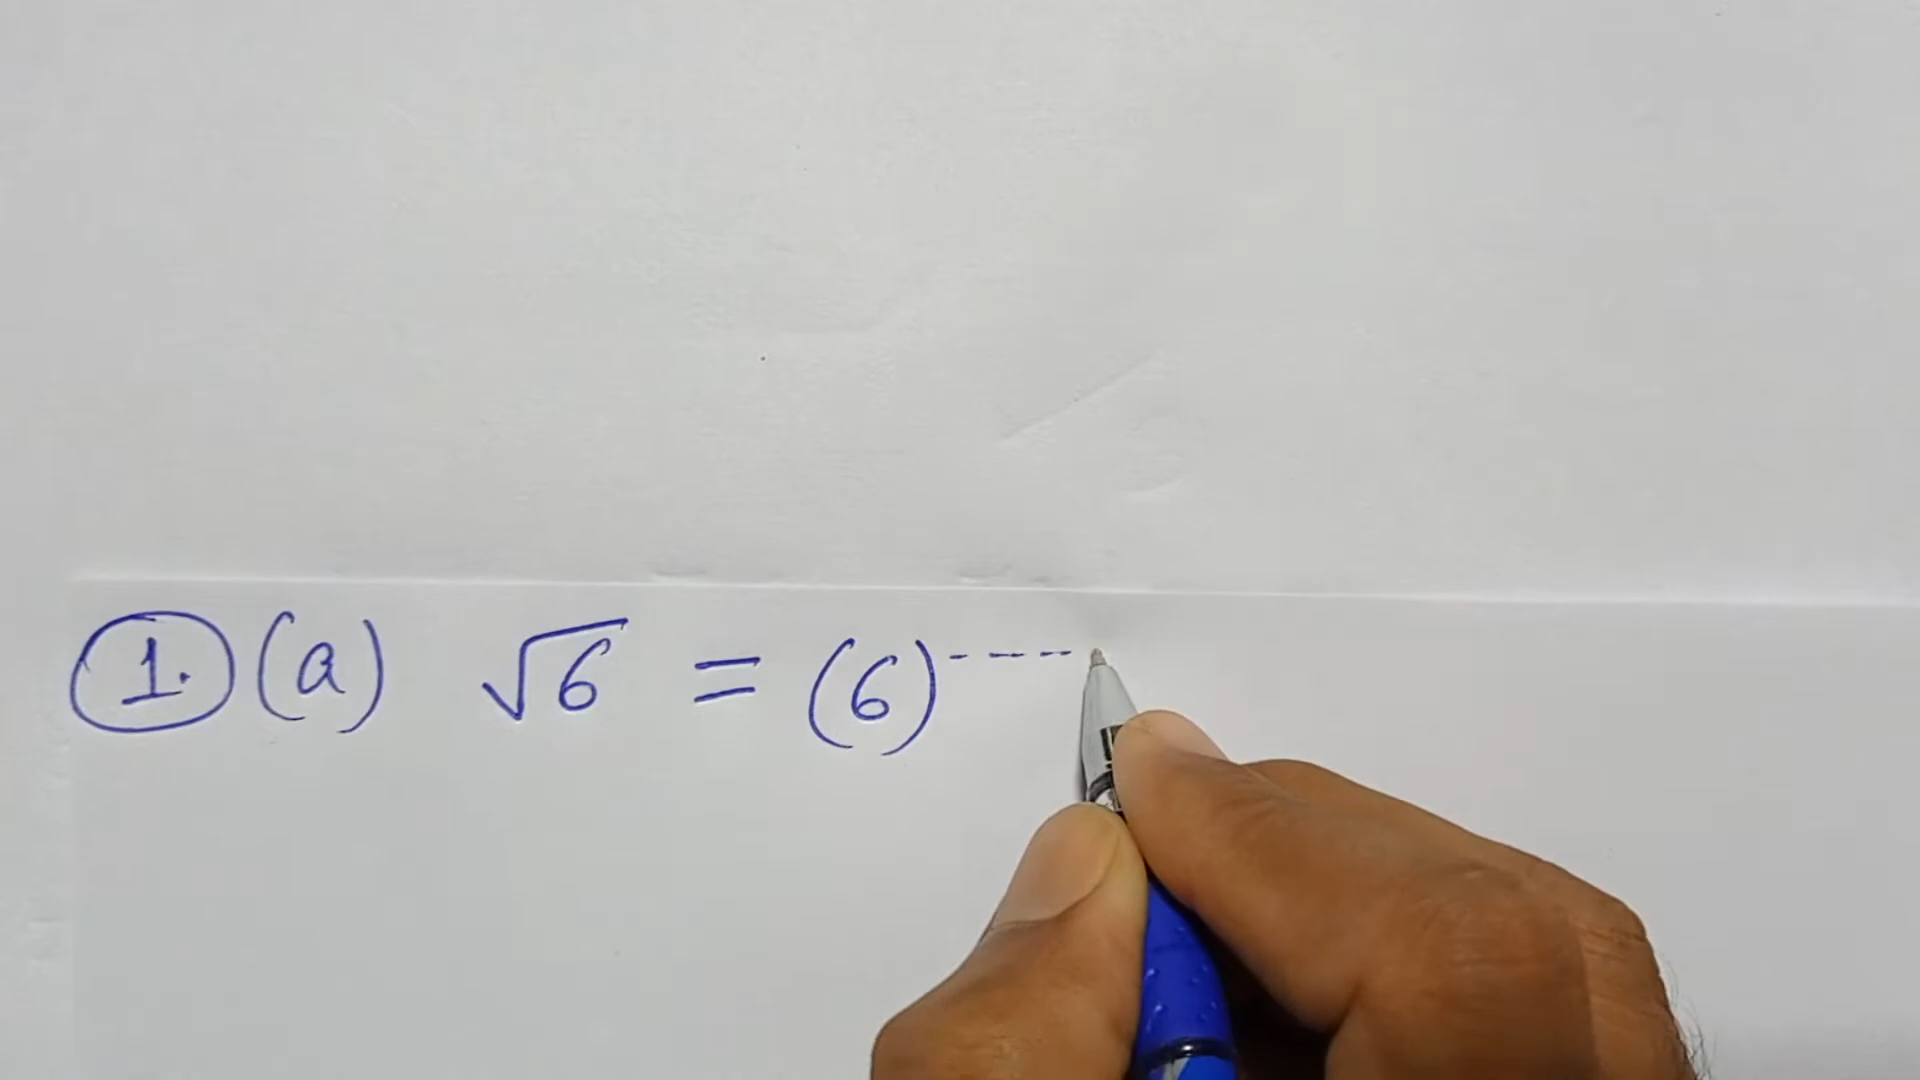 1. (a) √6 = (6)----